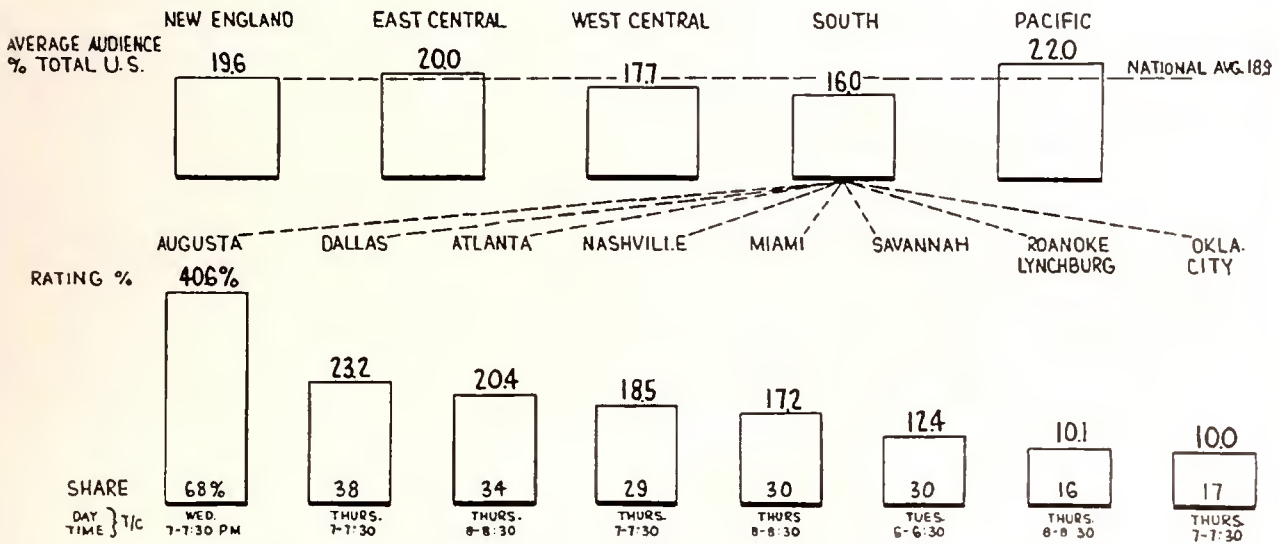 NEW ENGLAND EAST CENTRAL WEST CENTRAL SOUTH PACIFIC
AVERAGE AUDIENCE
% TOTAL U.S.
19.6 20.0 17.7 16.0 22.0
NATIONAL AVG. 18.9
AUGUSTA DALLAS ATLANTA NASHVILLE MIAMI SAVANNAH ROANOKE LYNCHBURG OKLA. CITY
RATING % 40.6% 23.2 20.4 18.5 17.2 12.4 10.1 10.0
SHARE 68% 38 34 29 30 30 16 17
DAY TIME } T/C
WED. THURS. THURS. THURS. THURS TUES. THURS. THURS.
7-7:30 PM 7-7:30 8-8:30 7-7:30 8-8:30 6-6:30 8-8 30 7-7:30